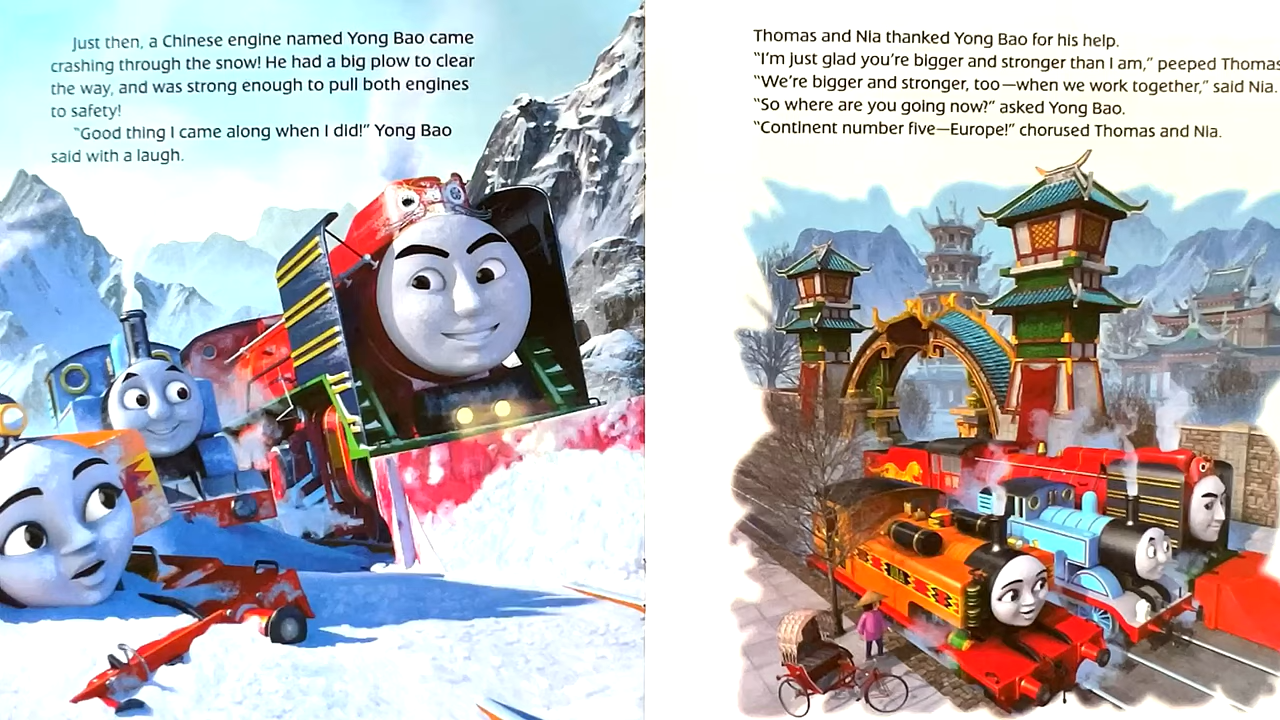 Just then, a Chinese engine named Yong Bao came
crashing through the snow! He had a big plow to clear
the way, and was strong enough to pull both engines
to safety!
“Good thing I came along when I did!” Yong Bao
said with a laugh.
Thomas and Nia thanked Yong Bao for his help.
“I’m just glad you’re bigger and stronger than I am,” peeped Thomas
“We’re bigger and stronger, too—when we work together,” said Nia.
“So where are you going now?” asked Yong Bao.
“Continent number five—Europe!” chorused Thomas and Nia.